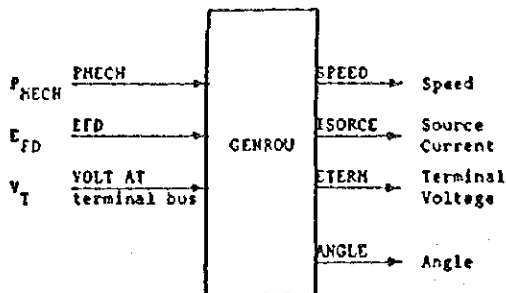 P_MECH PMECH SPEED Speed
E_FD EFD GENROU ISORCE Source Current
V_T VOLT AT terminal bus ETERM Terminal Voltage
ANGLE Angle